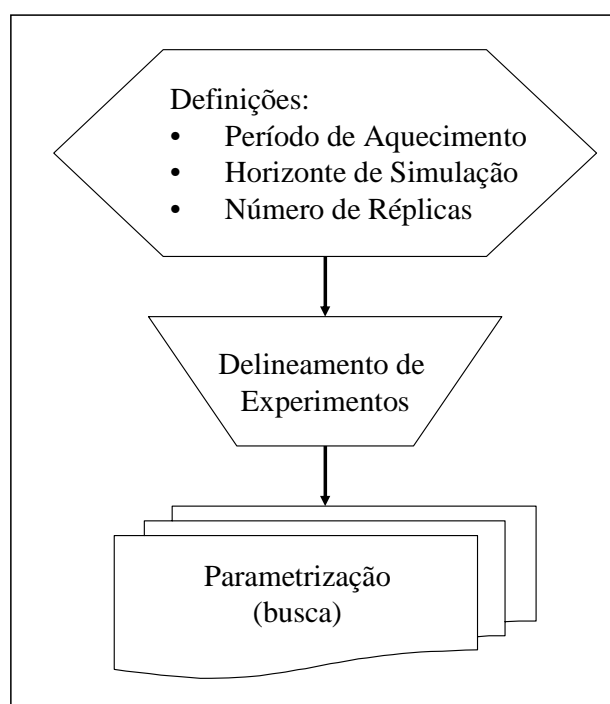 Definições:
• Período de Aquecimento
• Horizonte de Simulação
• Número de Réplicas
Delineamento de
Experimentos
Parametrização
(busca)